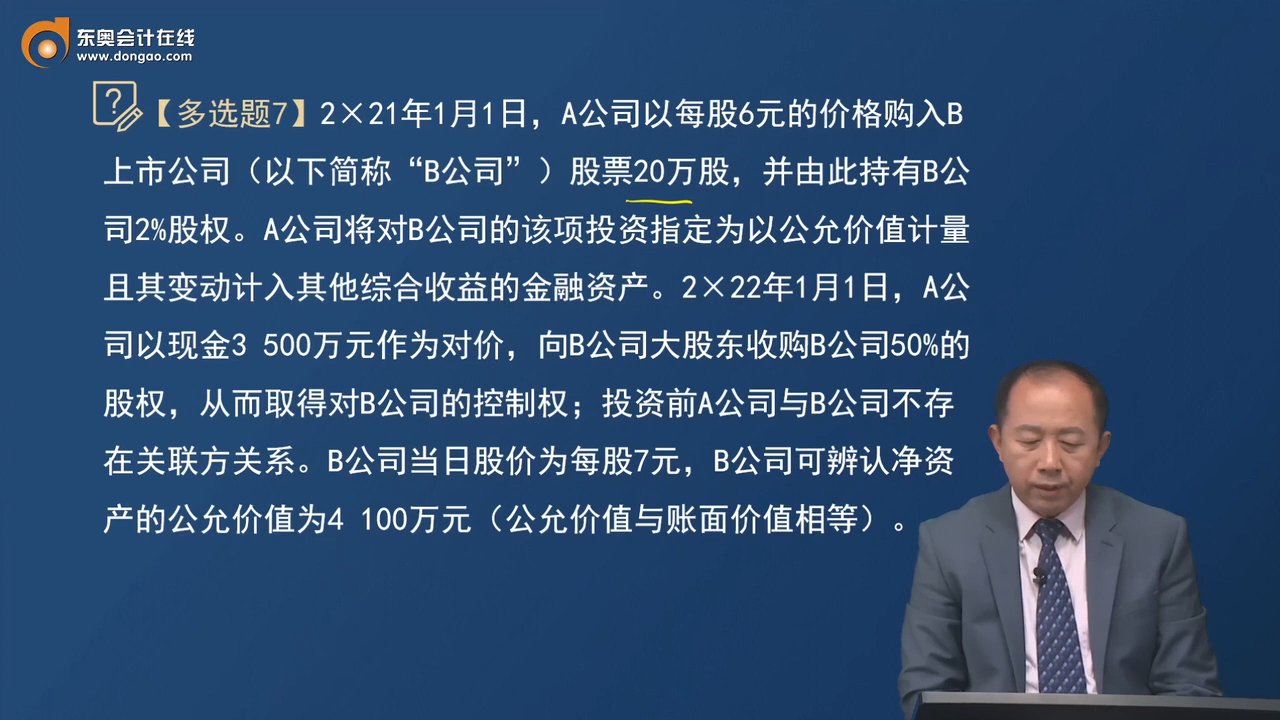 东奥会计在线
www.dongao.com
?【多选题7】2×21年1月1日，A公司以每股6元的价格购入B
上市公司（以下简称“B公司”）股票20万股，并由此持有B公
司2%股权。A公司将对B公司的该项投资指定为以公允价值计量
且其变动计入其他综合收益的金融资产。2×22年1月1日，A公
司以现金3 500万元作为对价，向B公司大股东收购B公司50%的
股权，从而取得对B公司的控制权；投资前A公司与B公司不存
在关联方关系。B公司当日股价为每股7元，B公司可辨认净资
产的公允价值为4 100万元（公允价值与账面价值相等）。